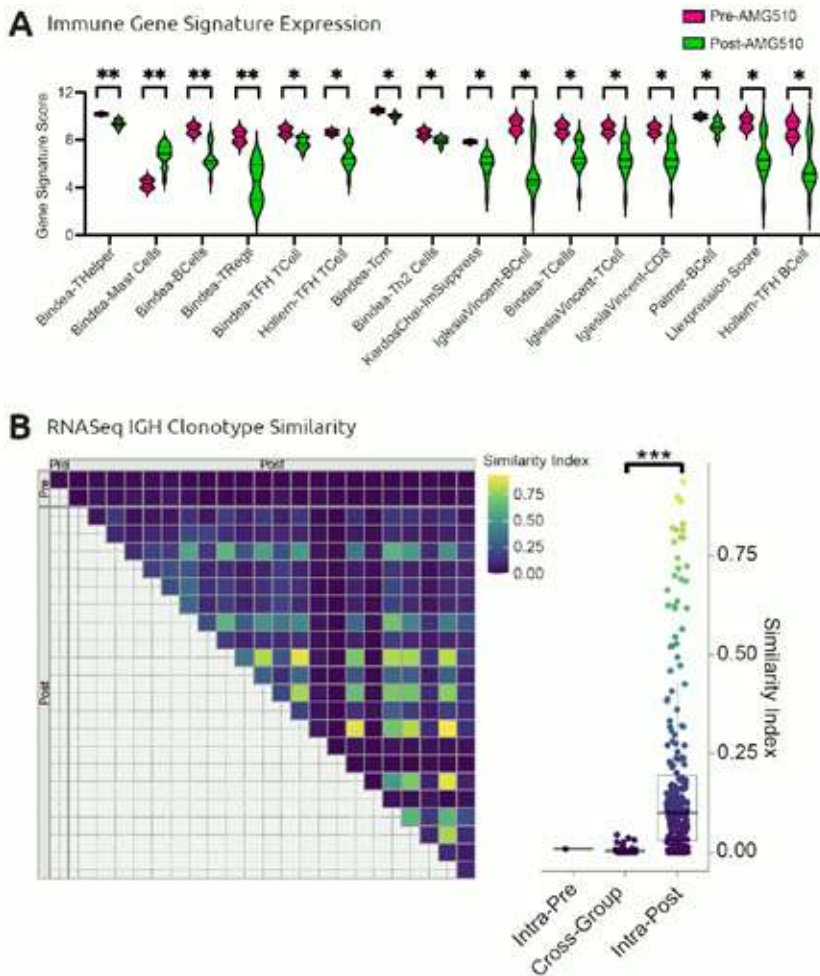 A Immune Gene Signature Expression
Pre-AMG510
Post-AMG510
** ** ** ** * * * * * * * * * * * *
Gene Signature Score
12
8
4
0
Bindea-THelper
Bindea-Mast Cells
Bindea-BCells
Bindea-TRegs
Bindea-TFH TCell
Hollern-TFH TCell
Bindea-Tcm
Bindea-Th2 Cells
KardosChai-ImSuppress
IglesiaVincent-BCell
Bindea-TCells
IglesiaVincent-TCell
IglesiaVincent-CD8
Palmer-BCell
LIexpression Score
Hollern-TFH BCell
B RNASeq IGH Clonotype Similarity
Pre Post
Pre
Post
Similarity Index
0.75
0.50
0.25
0.00
***
0.75
0.50
0.25
0.00
Similarity Index
Intra-Pre
Cross-Group
Intra-Post